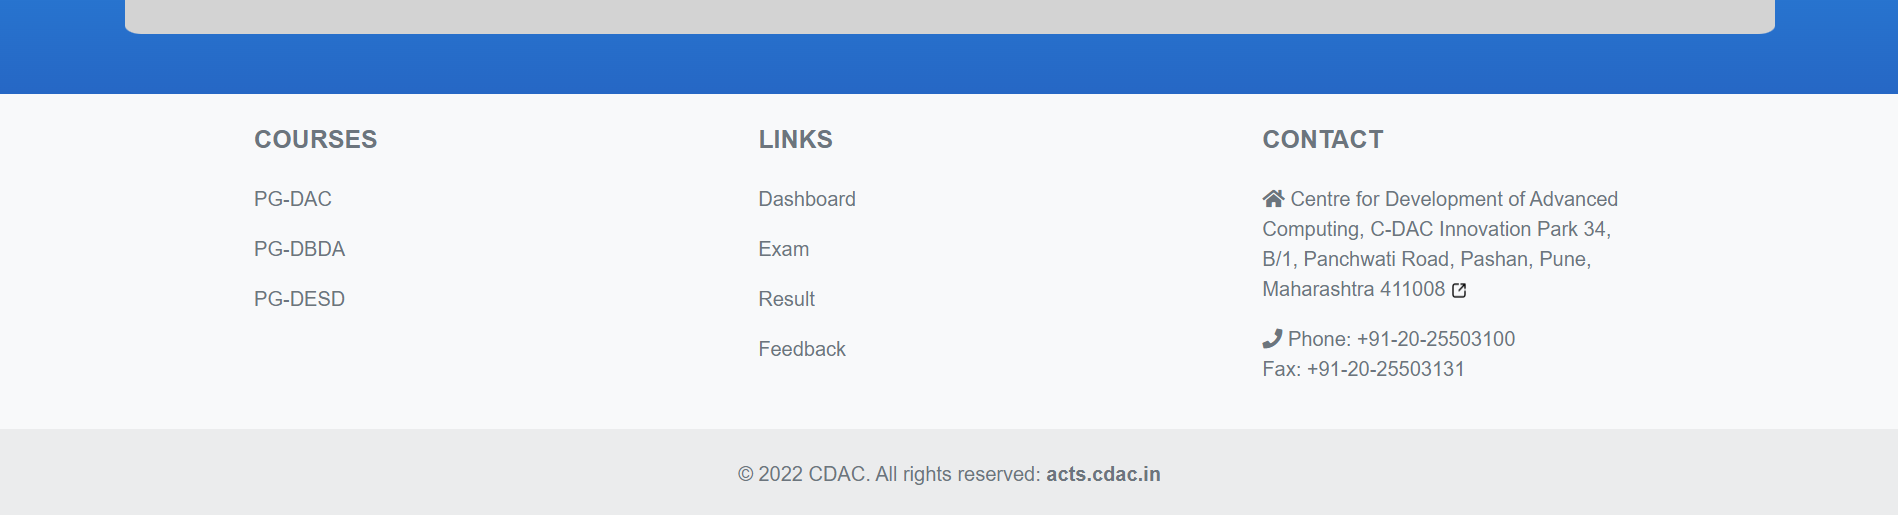 COURSES
PG-DAC
PG-DBDA
PG-DESD
LINKS
Dashboard
Exam
Result
Feedback
CONTACT
Centre for Development of Advanced
Computing, C-DAC Innovation Park 34,
B/1, Panchwati Road, Pashan, Pune,
Maharashtra 411008
Phone: +91-20-25503100
Fax: +91-20-25503131
© 2022 CDAC. All rights reserved: acts.cdac.in